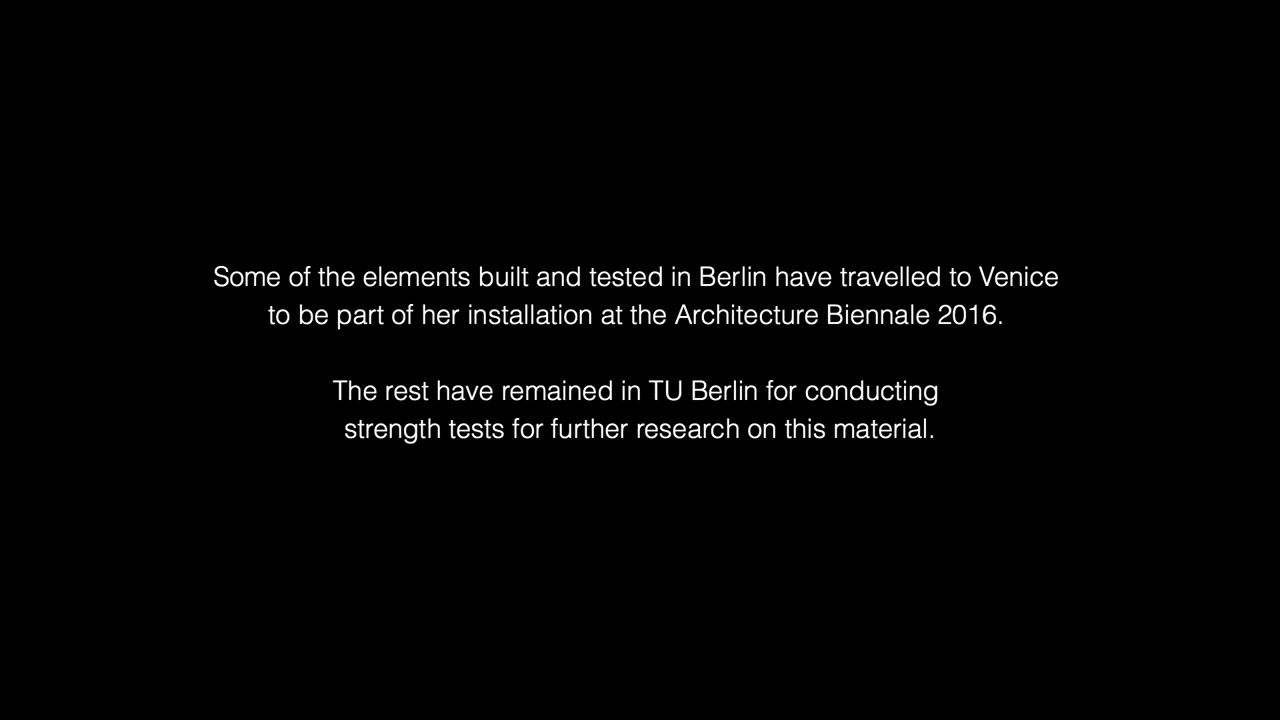 Some of the elements built and tested in Berlin have travelled to Venice
to be part of her installation at the Architecture Biennale 2016.
The rest have remained in TU Berlin for conducting
strength tests for further research on this material.